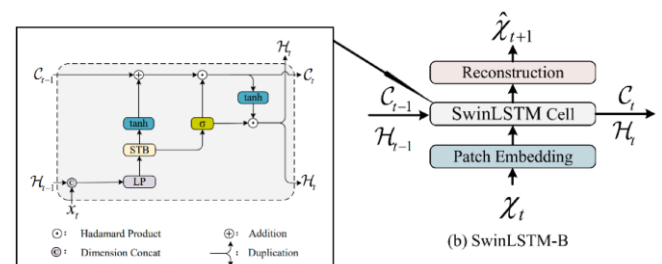 H_t
C_{t-1}
C_t
tanh
tanh
σ
STB
H_{t-1}
LP
H_t
x_t
⊙: Hadamard Product
⊕: Addition
©: Dimension Concat
: Duplication
χ̂_{t+1}
Reconstruction
C_{t-1}
SwinLSTM Cell
C_t
H_{t-1}
H_t
Patch Embedding
χ_t
(b) SwinLSTM-B